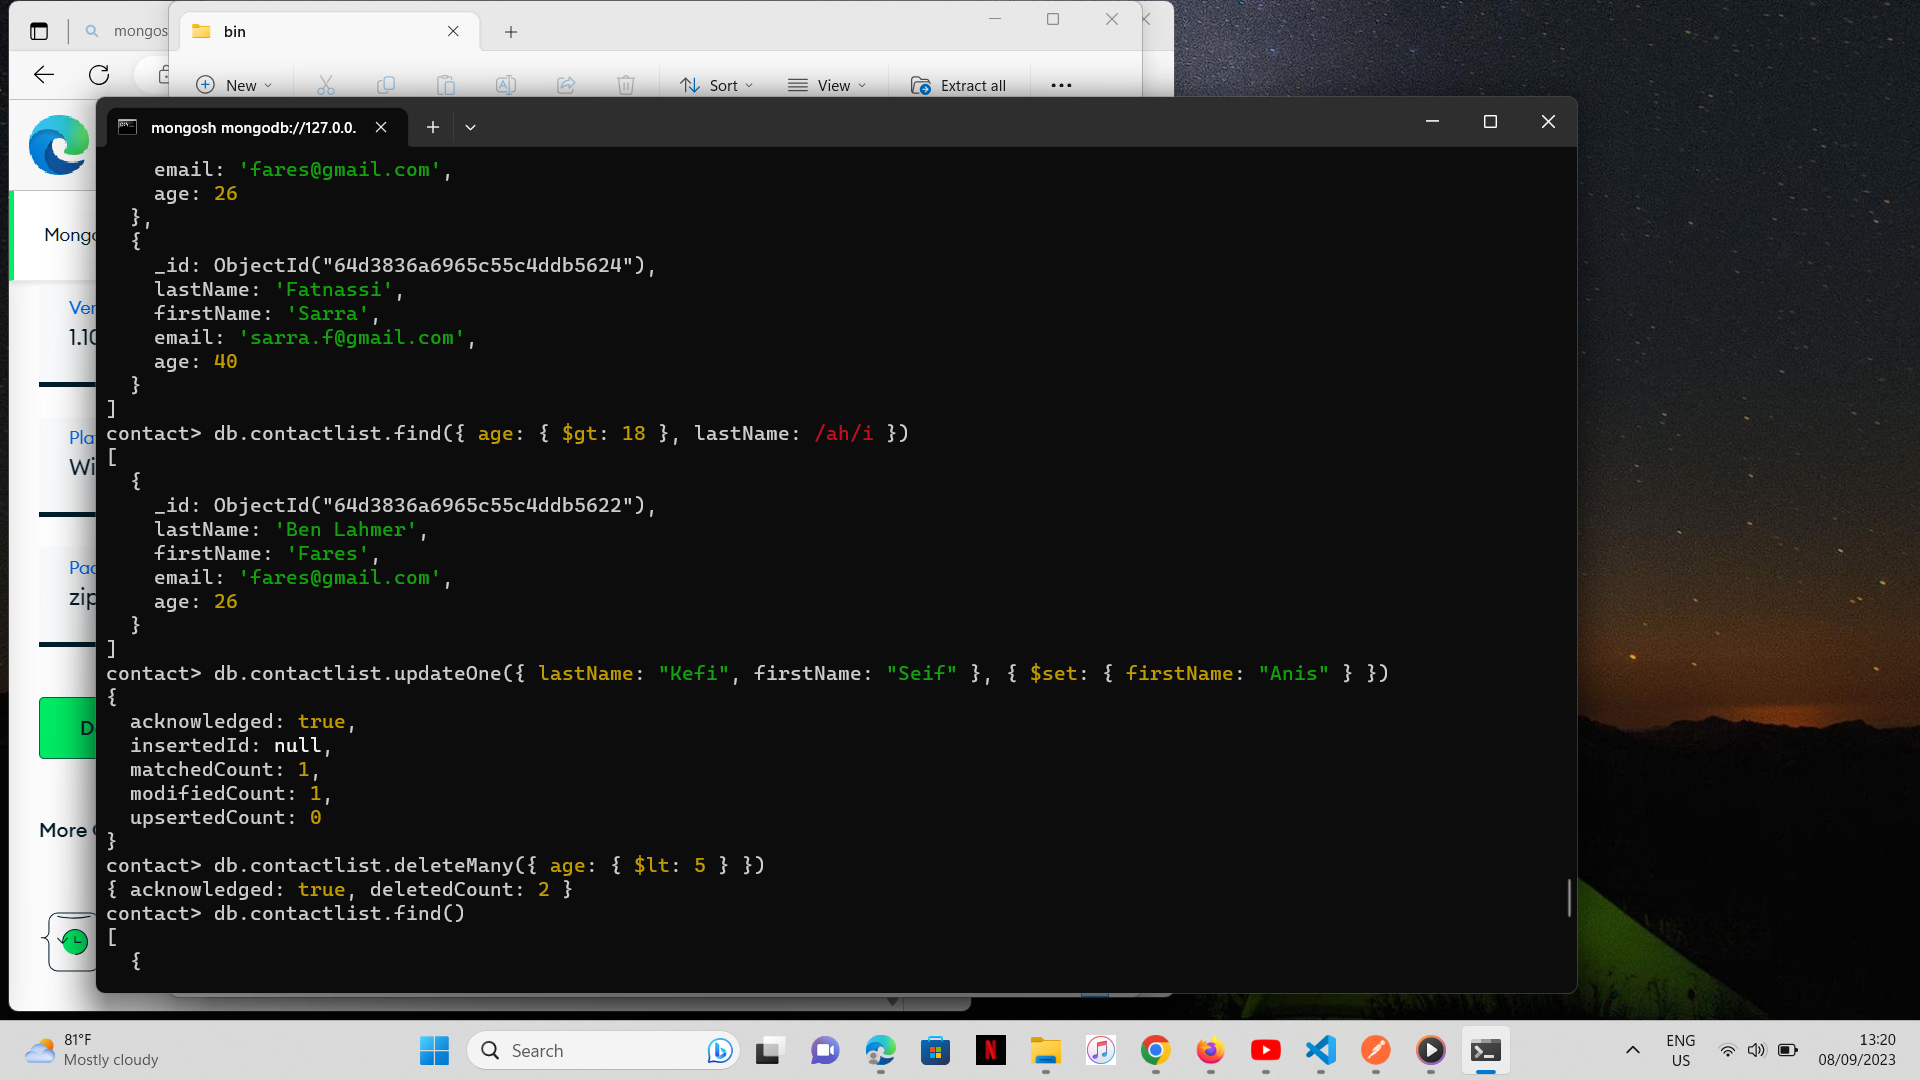 mongos
bin
New
Sort
View
Extract all
mongosh mongodb://127.0.0.
email: 'fares@gmail.com',
age: 26
},
{
_id: ObjectId("64d3836a6965c55c4ddb5624"),
lastName: 'Fatnassi',
firstName: 'Sarra',
email: 'sarra.f@gmail.com',
age: 40
}
]
contact> db.contactlist.find({ age: { $gt: 18 }, lastName: /ah/i })
[
{
_id: ObjectId("64d3836a6965c55c4ddb5622"),
lastName: 'Ben Lahmer',
firstName: 'Fares',
email: 'fares@gmail.com',
age: 26
}
]
contact> db.contactlist.updateOne({ lastName: "Kefi", firstName: "Seif" }, { $set: { firstName: "Anis" } })
{
acknowledged: true,
insertedId: null,
matchedCount: 1,
modifiedCount: 1,
upsertedCount: 0
}
contact> db.contactlist.deleteMany({ age: { $lt: 5 } })
{ acknowledged: true, deletedCount: 2 }
contact> db.contactlist.find()
[
{
Mongo
Ver
1.10
Pla
Wi
Pac
zip
D
More
81°F
Mostly cloudy
Search
N
ENG
US
13:20
08/09/2023